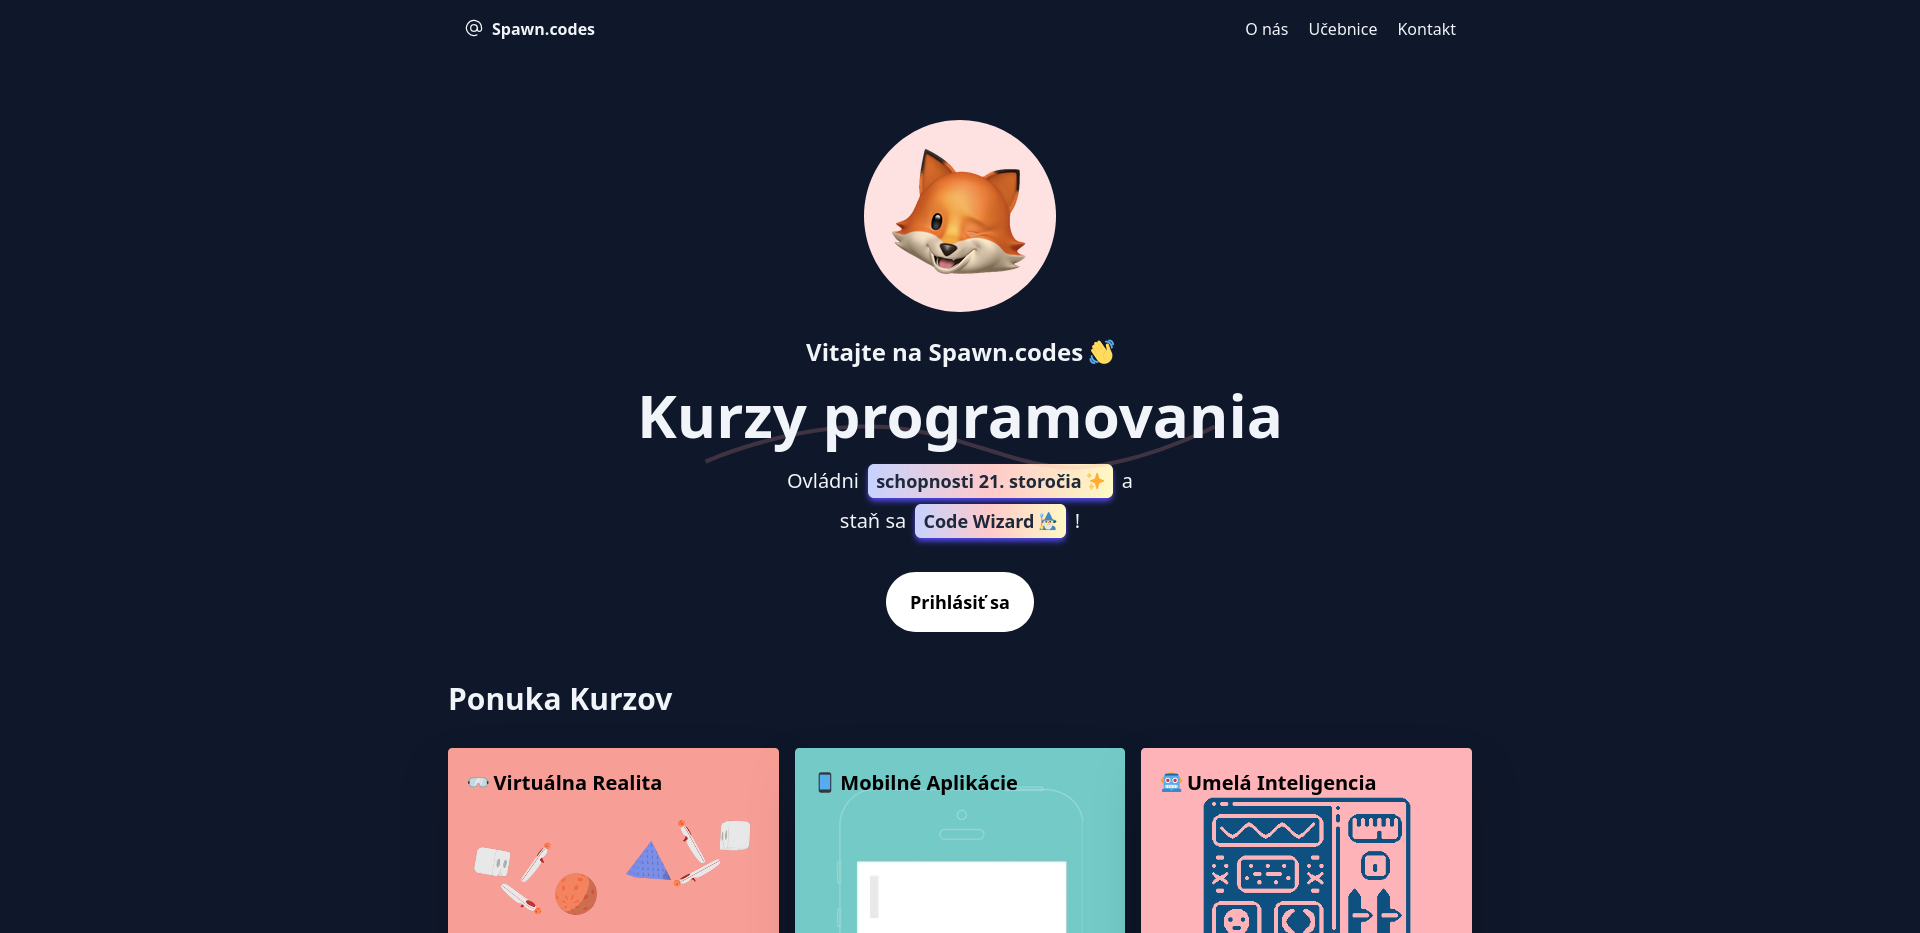 Spawn.codes
O nás Učebnice Kontakt
Vitajte na Spawn.codes 👋
Kurzy programovania
Ovládni schopnosti 21. storočia ✨ a
staň sa Code Wizard 🧙 !
Prihlásiť sa
Ponuka Kurzov
🥽 Virtuálna Realita
📱 Mobilné Aplikácie
🤖 Umelá Inteligencia